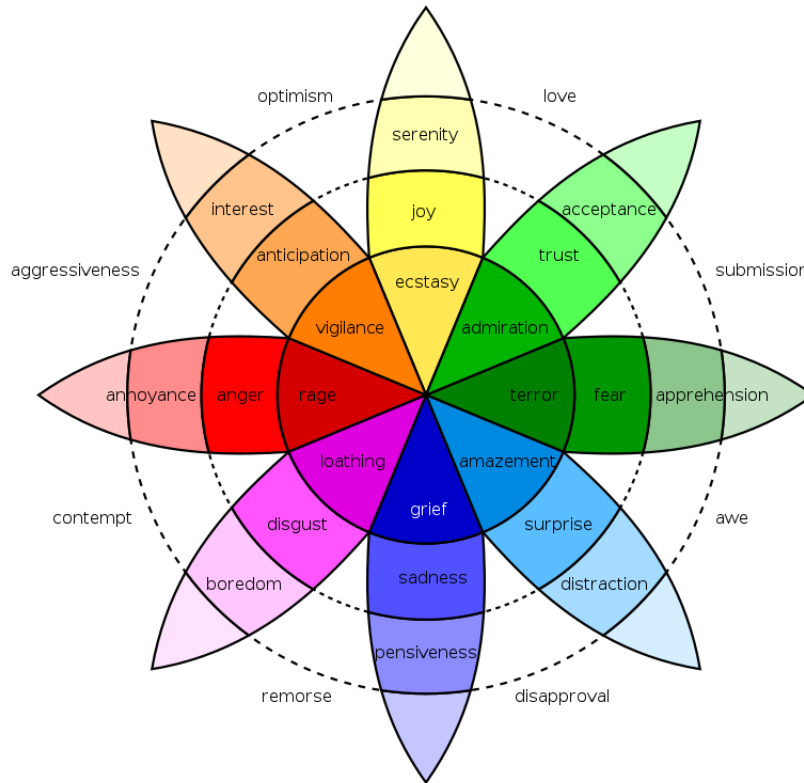 optimism
love
serenity
interest
acceptance
joy
anticipation
trust
aggressiveness
submission
ecstasy
vigilance
admiration
annoyance
anger
rage
terror
fear
apprehension
loathing
amazement
grief
contempt
disgust
surprise
awe
boredom
sadness
distraction
pensiveness
remorse
disapproval